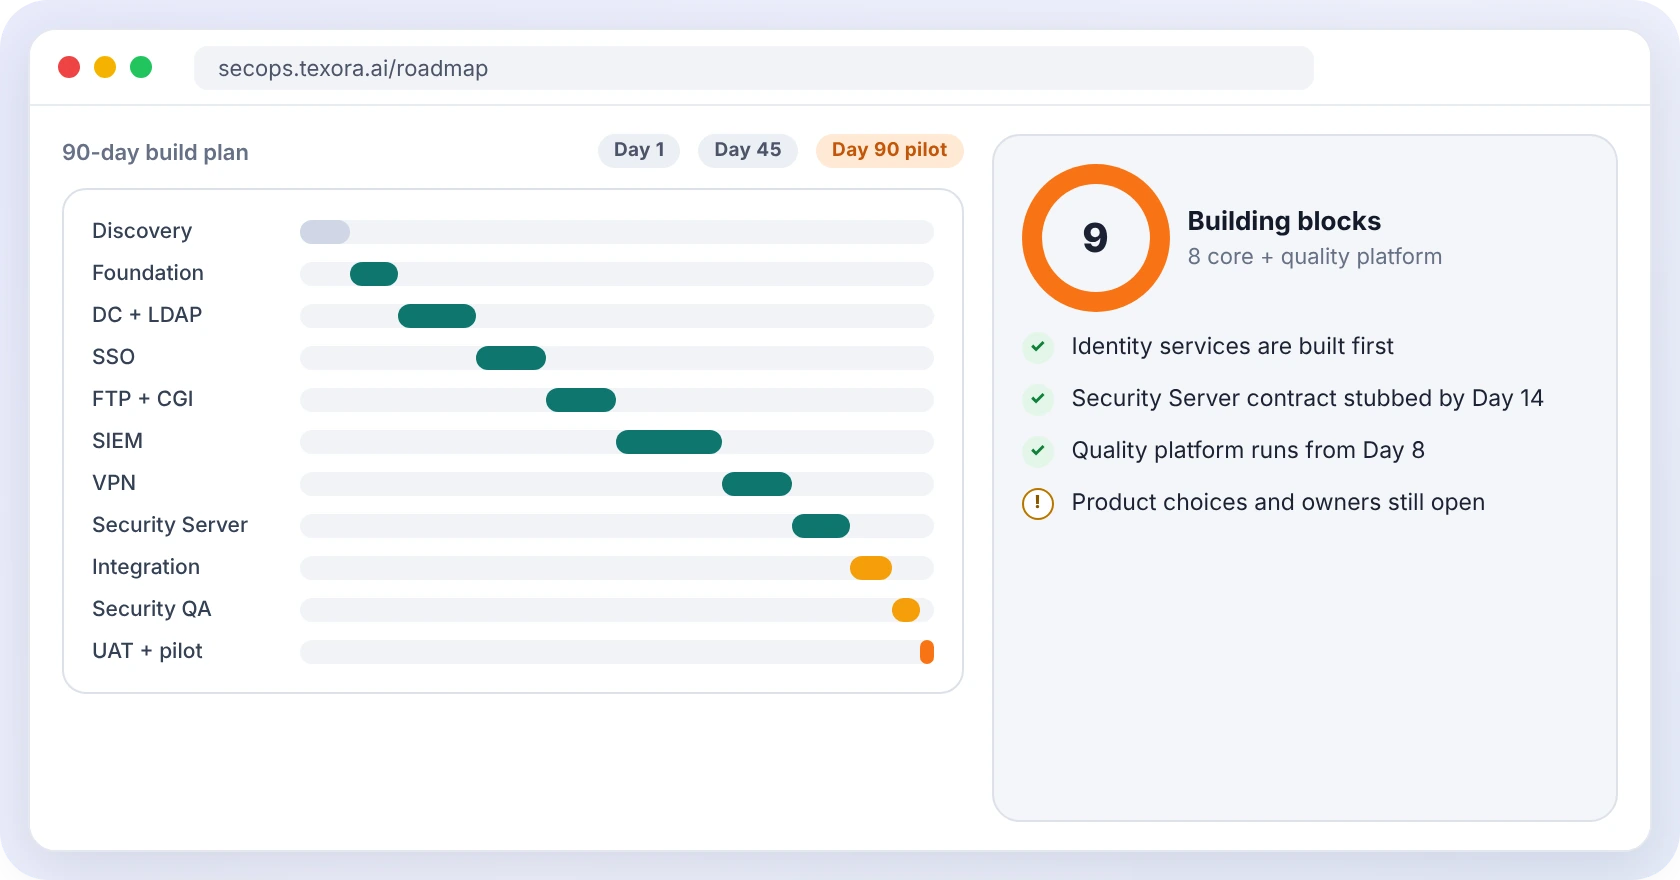 secops.texora.ai/roadmap
90-day build plan
Day 1
Day 45
Day 90 pilot
Discovery
Foundation
DC + LDAP
SSO
FTP + CGI
SIEM
VPN
Security Server
Integration
Security QA
UAT + pilot
9
Building blocks
8 core + quality platform
Identity services are built first
Security Server contract stubbed by Day 14
Quality platform runs from Day 8
! Product choices and owners still open